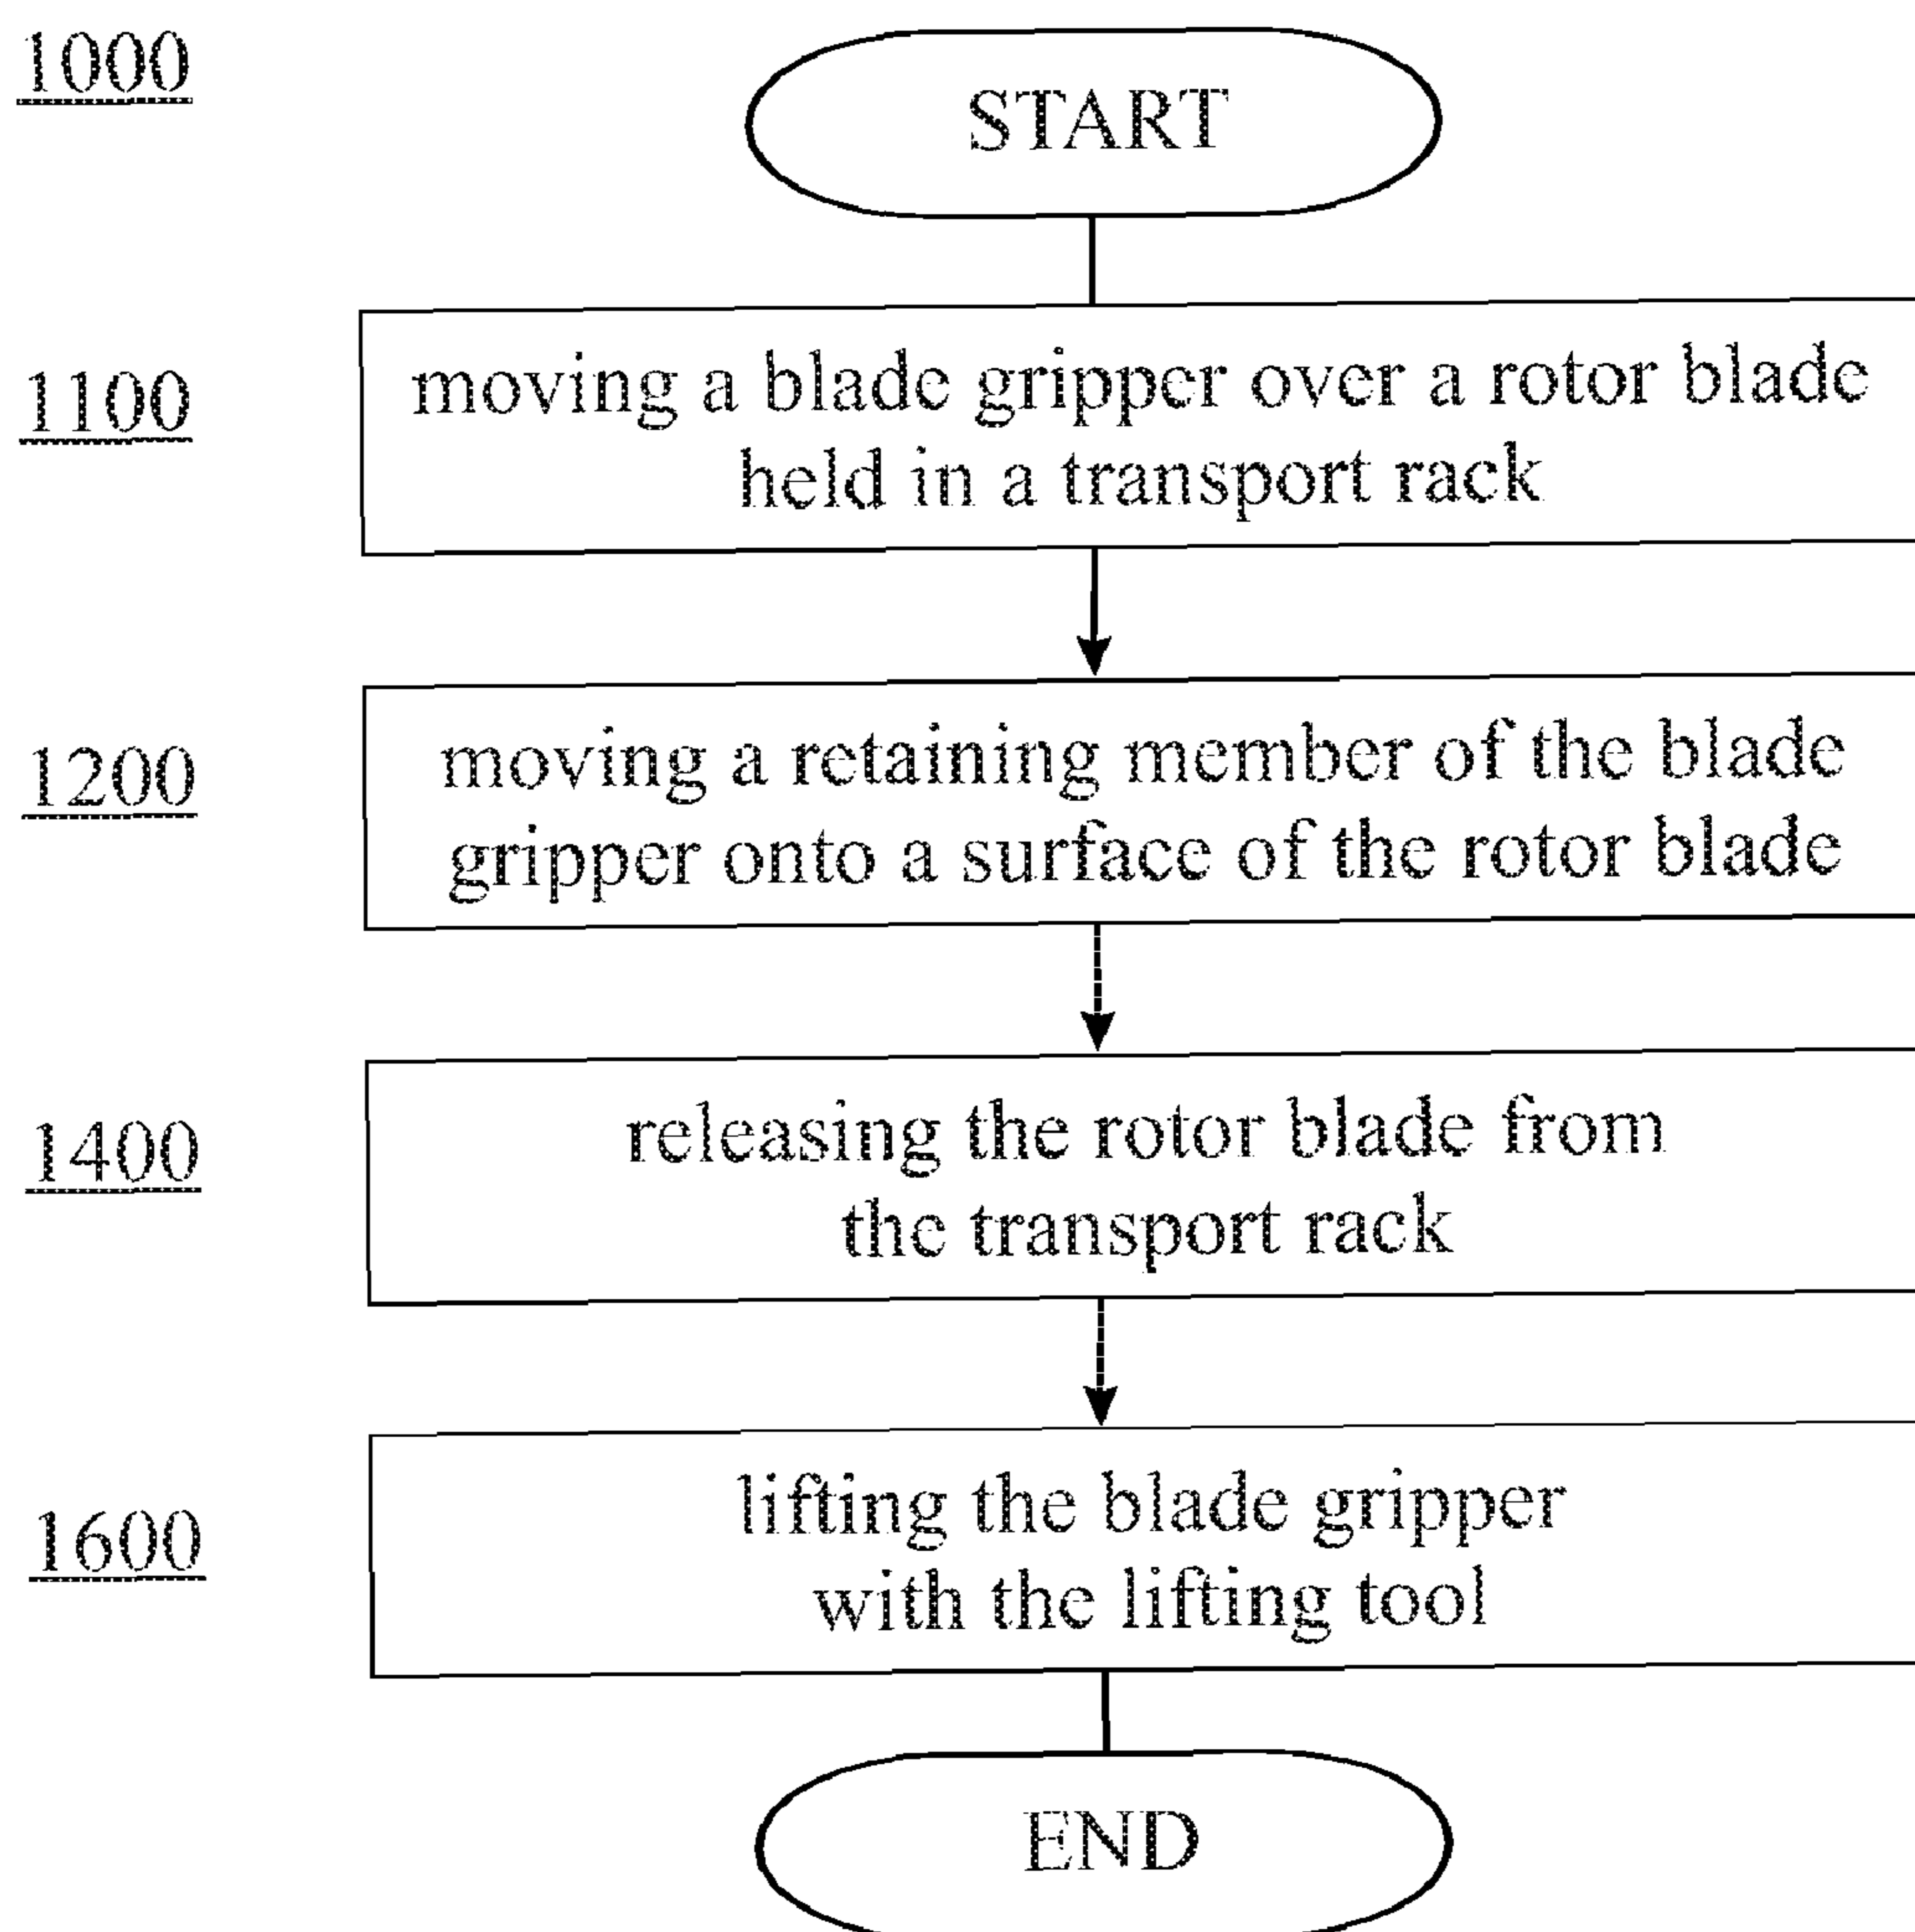 1000
START
1100
moving a blade gripper over a rotor blade
held in a transport rack
1200
moving a retaining member of the blade
gripper onto a surface of the rotor blade
1400
releasing the rotor blade from
the transport rack
1600
lifting the blade gripper
with the lifting tool
END